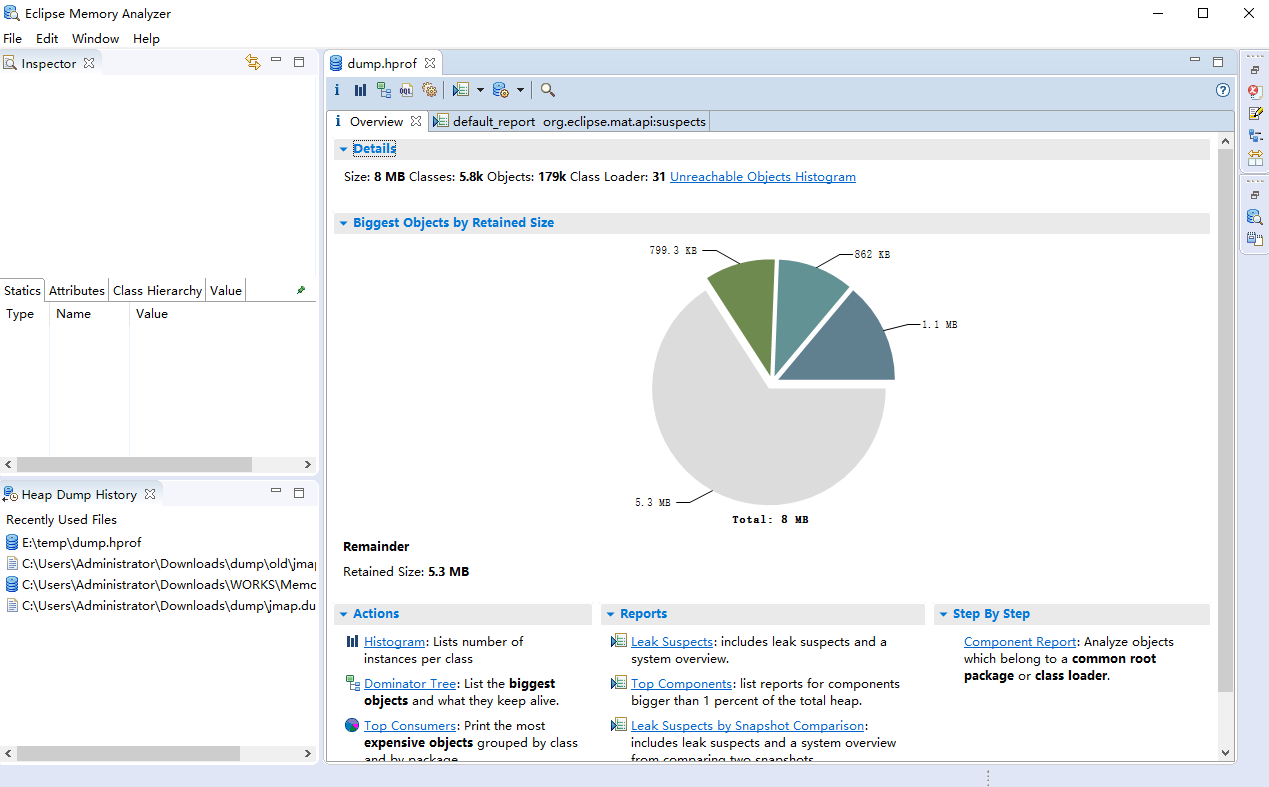 Eclipse Memory Analyzer
File Edit Window Help
Inspector
Statics Attributes Class Hierarchy Value
Type Name Value
Heap Dump History
Recently Used Files
E:\temp\dump.hprof
C:\Users\Administrator\Downloads\dump\old\jma
C:\Users\Administrator\Downloads\WORKS\Memc
C:\Users\Administrator\Downloads\dump\jmap.du
dump.hprof
i OQL
i Overview default_report org.eclipse.mat.api:suspects
Details
Size: 8 MB Classes: 5.8k Objects: 179k Class Loader: 31 Unreachable Objects Histogram
Biggest Objects by Retained Size
799.3 KB
862 KB
1.1 MB
5.3 MB
Total: 8 MB
Remainder
Retained Size: 5.3 MB
Actions
Histogram: Lists number of
instances per class
Dominator Tree: List the biggest
objects and what they keep alive.
Top Consumers: Print the most
expensive objects grouped by class
and by package.
Reports
Leak Suspects: includes leak suspects and a
system overview.
Top Components: list reports for components
bigger than 1 percent of the total heap.
Leak Suspects by Snapshot Comparison:
includes leak suspects and a system overview
from comparing two snapshots.
Step By Step
Component Report: Analyze objects
which belong to a common root
package or class loader.